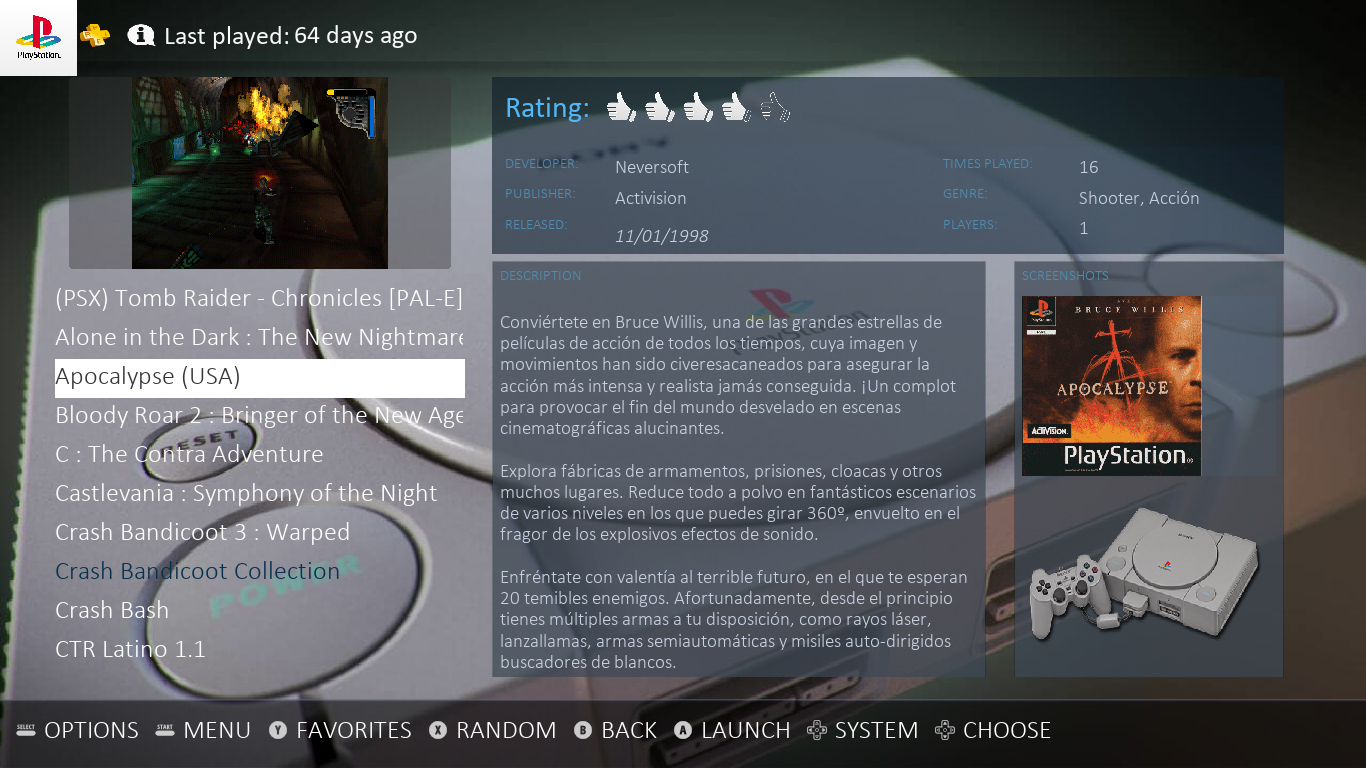 PlayStation
Last played: 64 days ago
Rating:
DEVELOPER: Neversoft
PUBLISHER: Activision
RELEASED: 11/01/1998
TIMES PLAYED: 16
GENRE: Shooter, Acción
PLAYERS: 1
(PSX) Tomb Raider - Chronicles [PAL-E]
Alone in the Dark : The New Nightmare
Apocalypse (USA)
Bloody Roar 2 : Bringer of the New Age
C : The Contra Adventure
Castlevania : Symphony of the Night
Crash Bandicoot 3 : Warped
Crash Bandicoot Collection
Crash Bash
CTR Latino 1.1
RESET
POWER
DESCRIPTION
Conviértete en Bruce Willis, una de las grandes estrellas de
películas de acción de todos los tiempos, cuya imagen y
movimientos han sido civeresacaneados para asegurar la
acción más intensa y realista jamás conseguida. ¡Un complot
para provocar el fin del mundo desvelado en escenas
cinematográficas alucinantes.
Explora fábricas de armamentos, prisiones, cloacas y otros
muchos lugares. Reduce todo a polvo en fantásticos escenarios
de varios niveles en los que puedes girar 360º, envuelto en el
fragor de los explosivos efectos de sonido.
Enfréntate con valentía al terrible futuro, en el que te esperan
20 temibles enemigos. Afortunadamente, desde el principio
tienes múltiples armas a tu disposición, como rayos láser,
lanzallamas, armas semiautomáticas y misiles auto-dirigidos
buscadores de blancos.
SCREENSHOTS
BRUCE WILLIS
APOCALYPSE
ACTIVISION
PlayStation
SELECT OPTIONS START MENU Y FAVORITES X RANDOM B BACK A LAUNCH SYSTEM CHOOSE